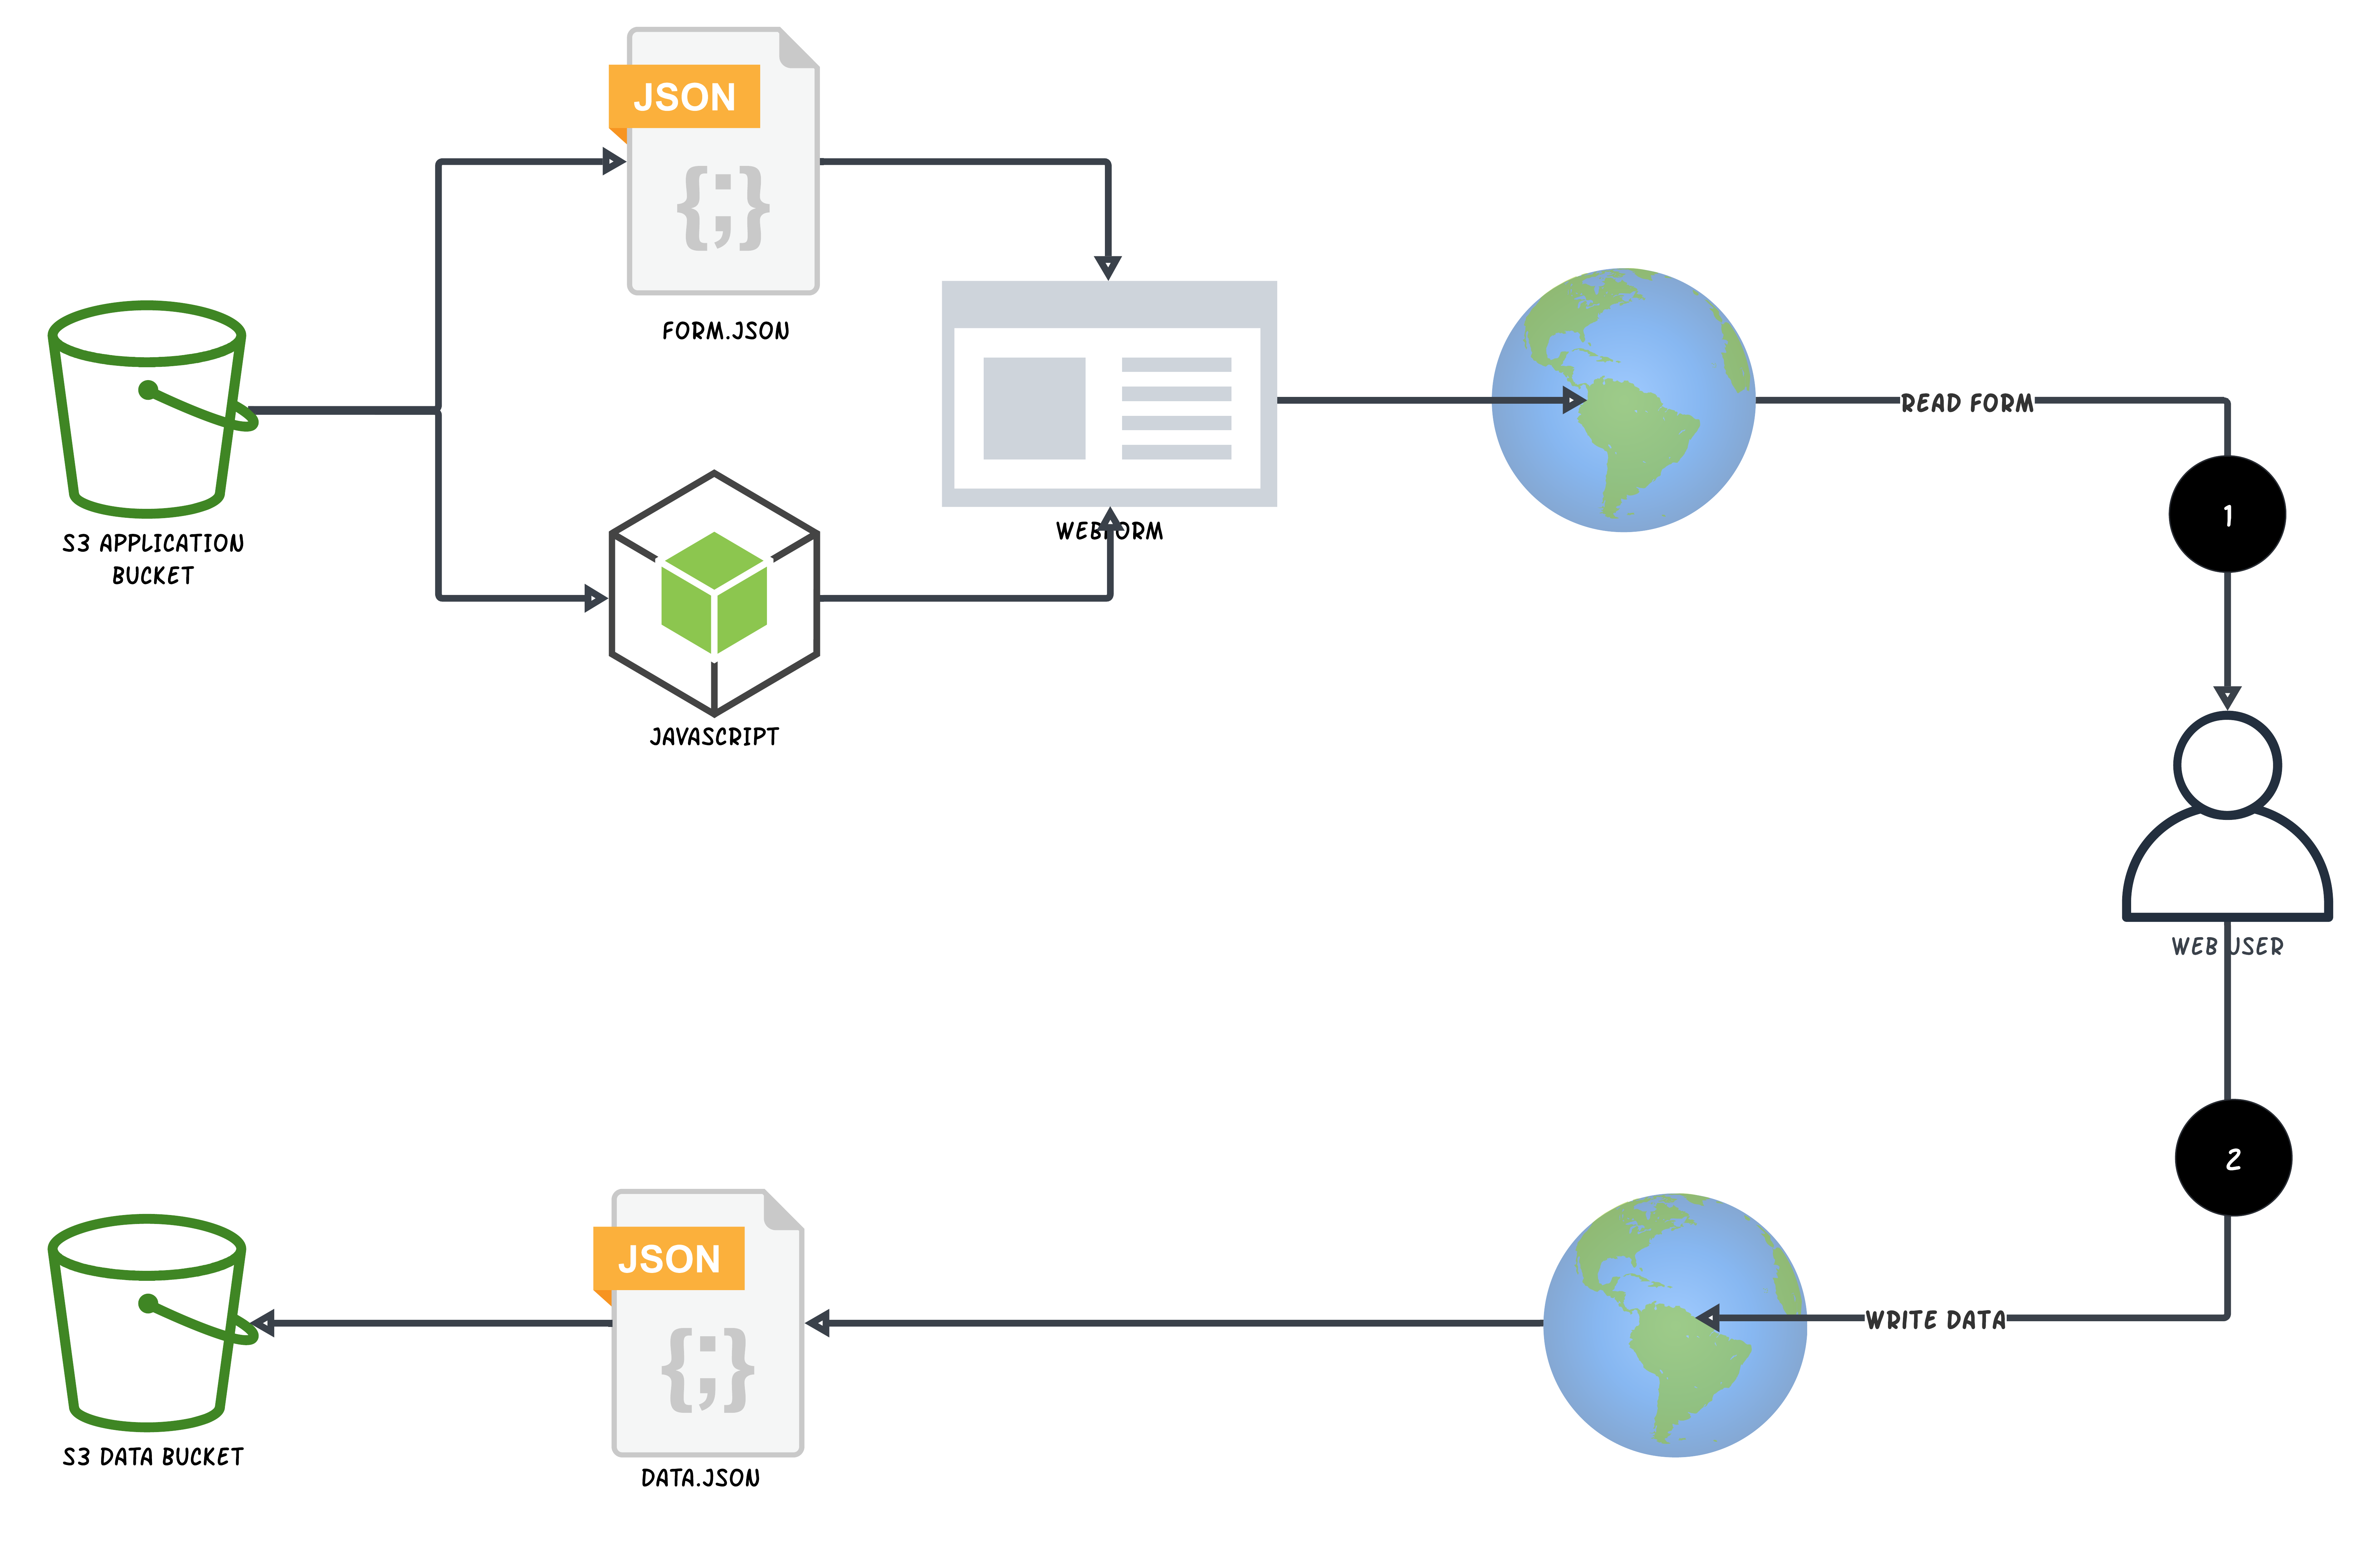 JSON
{;}
FORM.JSON
READ FORM
1
S3 APPLICATION
BUCKET
WEBFORM
JAVASCRIPT
WEB USER
2
JSON
{;}
WRITE DATA
S3 DATA BUCKET
DATA.JSON